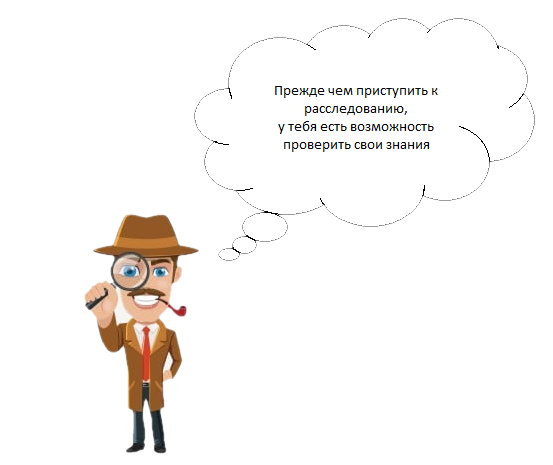 Прежде чем приступить к
расследованию,
у тебя есть возможность
проверить свои знания